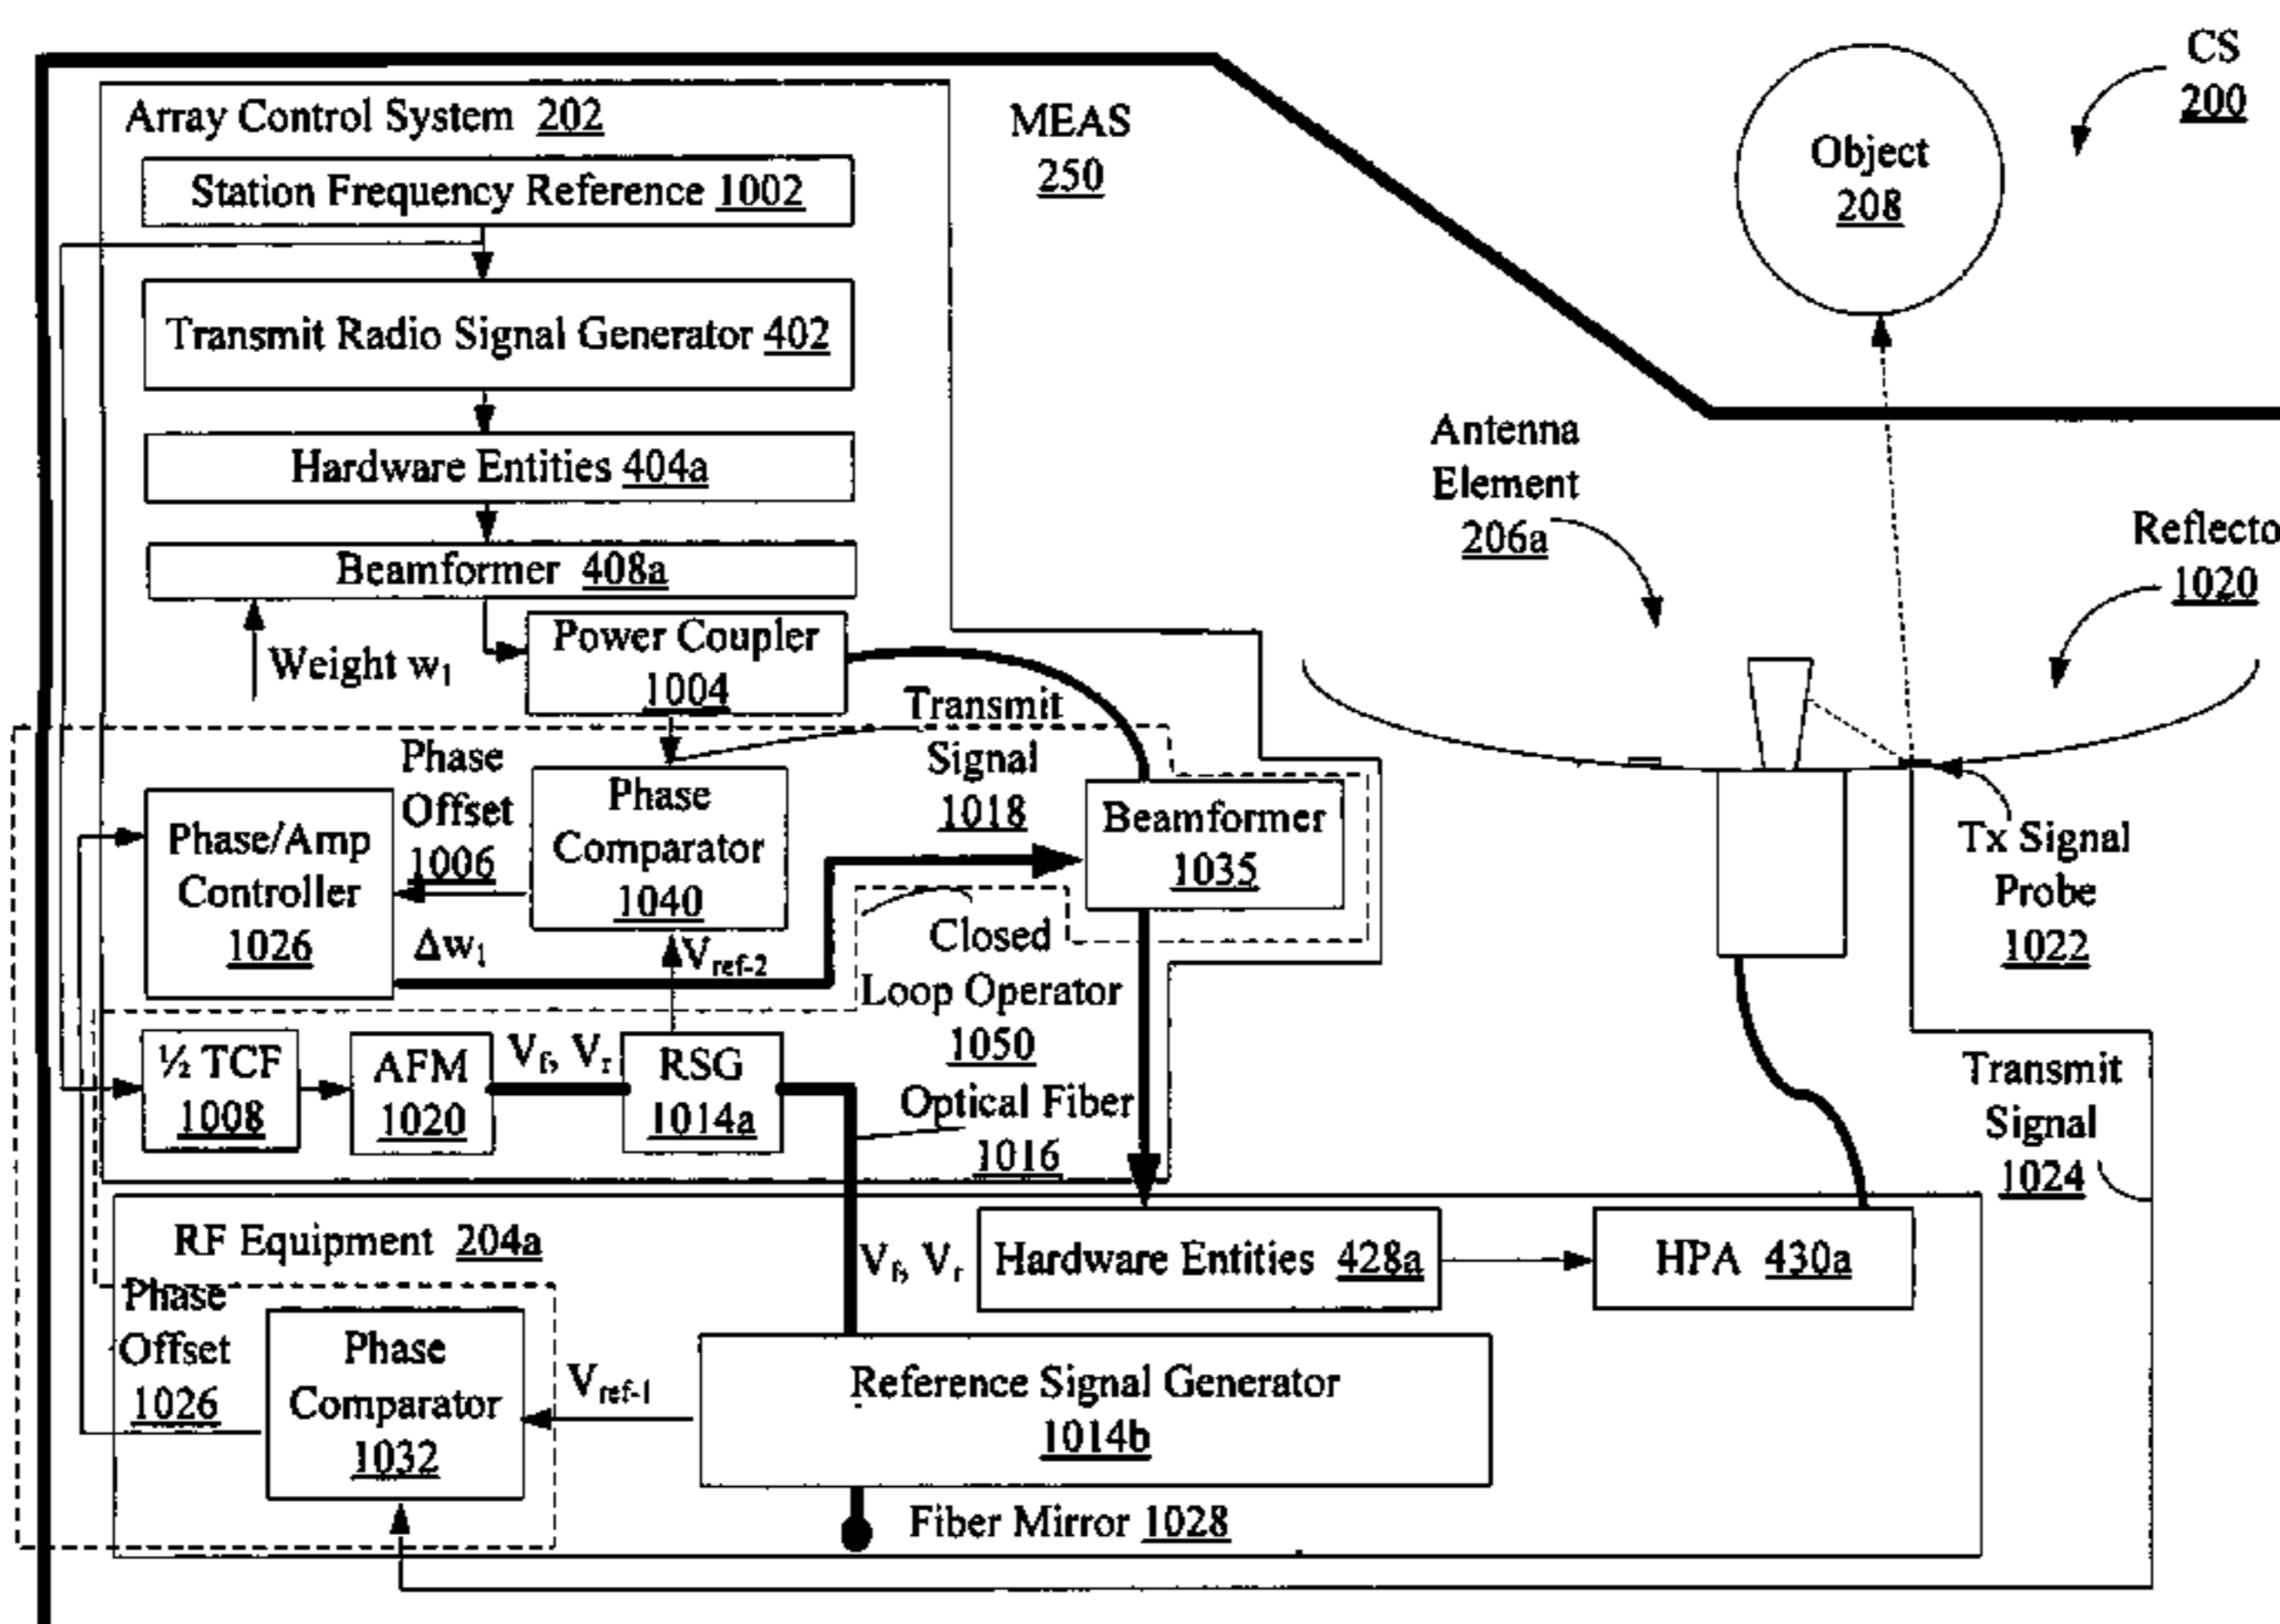 CS
200
Array Control System 202
MEAS
250
Station Frequency Reference 1002
Object
208
Transmit Radio Signal Generator 402
Hardware Entities 404a
Antenna
Element
206a
Reflecto
1020
Beamformer 408a
Weight w1
Power Coupler
1004
Transmit
Signal
1018
Phase
Offset
1006
Phase
Comparator
1040
Phase/Amp
Controller
1026
Beamformer
1035
Tx Signal
Probe
1022
Δw1
Vref-2
Closed
Loop Operator
1050
½ TCF
1008
AFM
1020
Vf, Vr
RSG
1014a
Optical Fiber
1016
Transmit
Signal
1024
RF Equipment 204a
Vf, Vr
Hardware Entities 428a
HPA 430a
Phase
Offset
1026
Phase
Comparator
1032
Vref-1
Reference Signal Generator
1014b
Fiber Mirror 1028